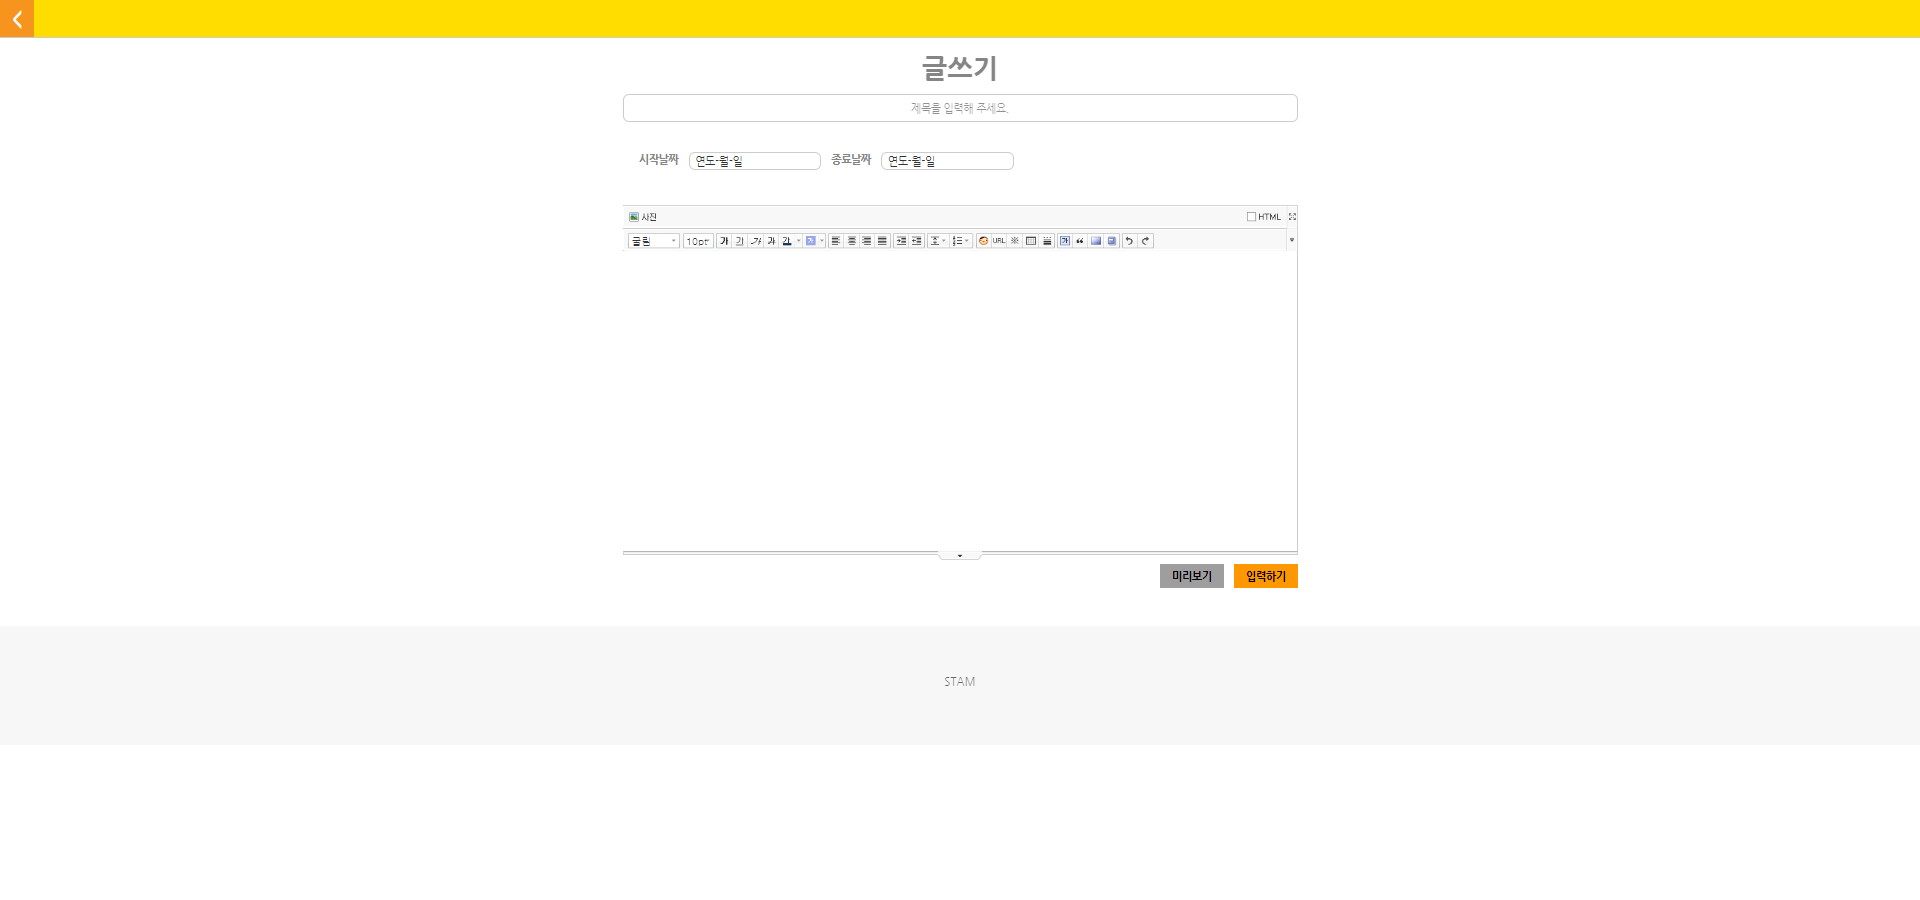 글쓰기
제목을 입력해 주세요.
시작날짜 연도-월-일 종료날짜 연도-월-일
사진 HTML
굴림 10pt 가 가 가 가 가 가 URL ※ 가 “
미리보기 입력하기
STAM